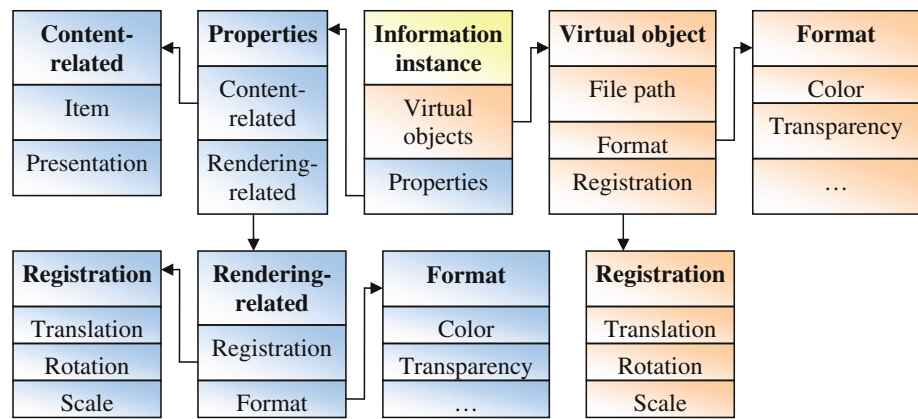 Content-
related
Item
Presentation
Properties
Content-
related
Rendering-
related
Information
instance
Virtual
objects
Properties
Virtual object
File path
Format
Registration
Format
Color
Transparency
…
Registration
Translation
Rotation
Scale
Rendering-
related
Registration
Format
Format
Color
Transparency
…
Registration
Translation
Rotation
Scale